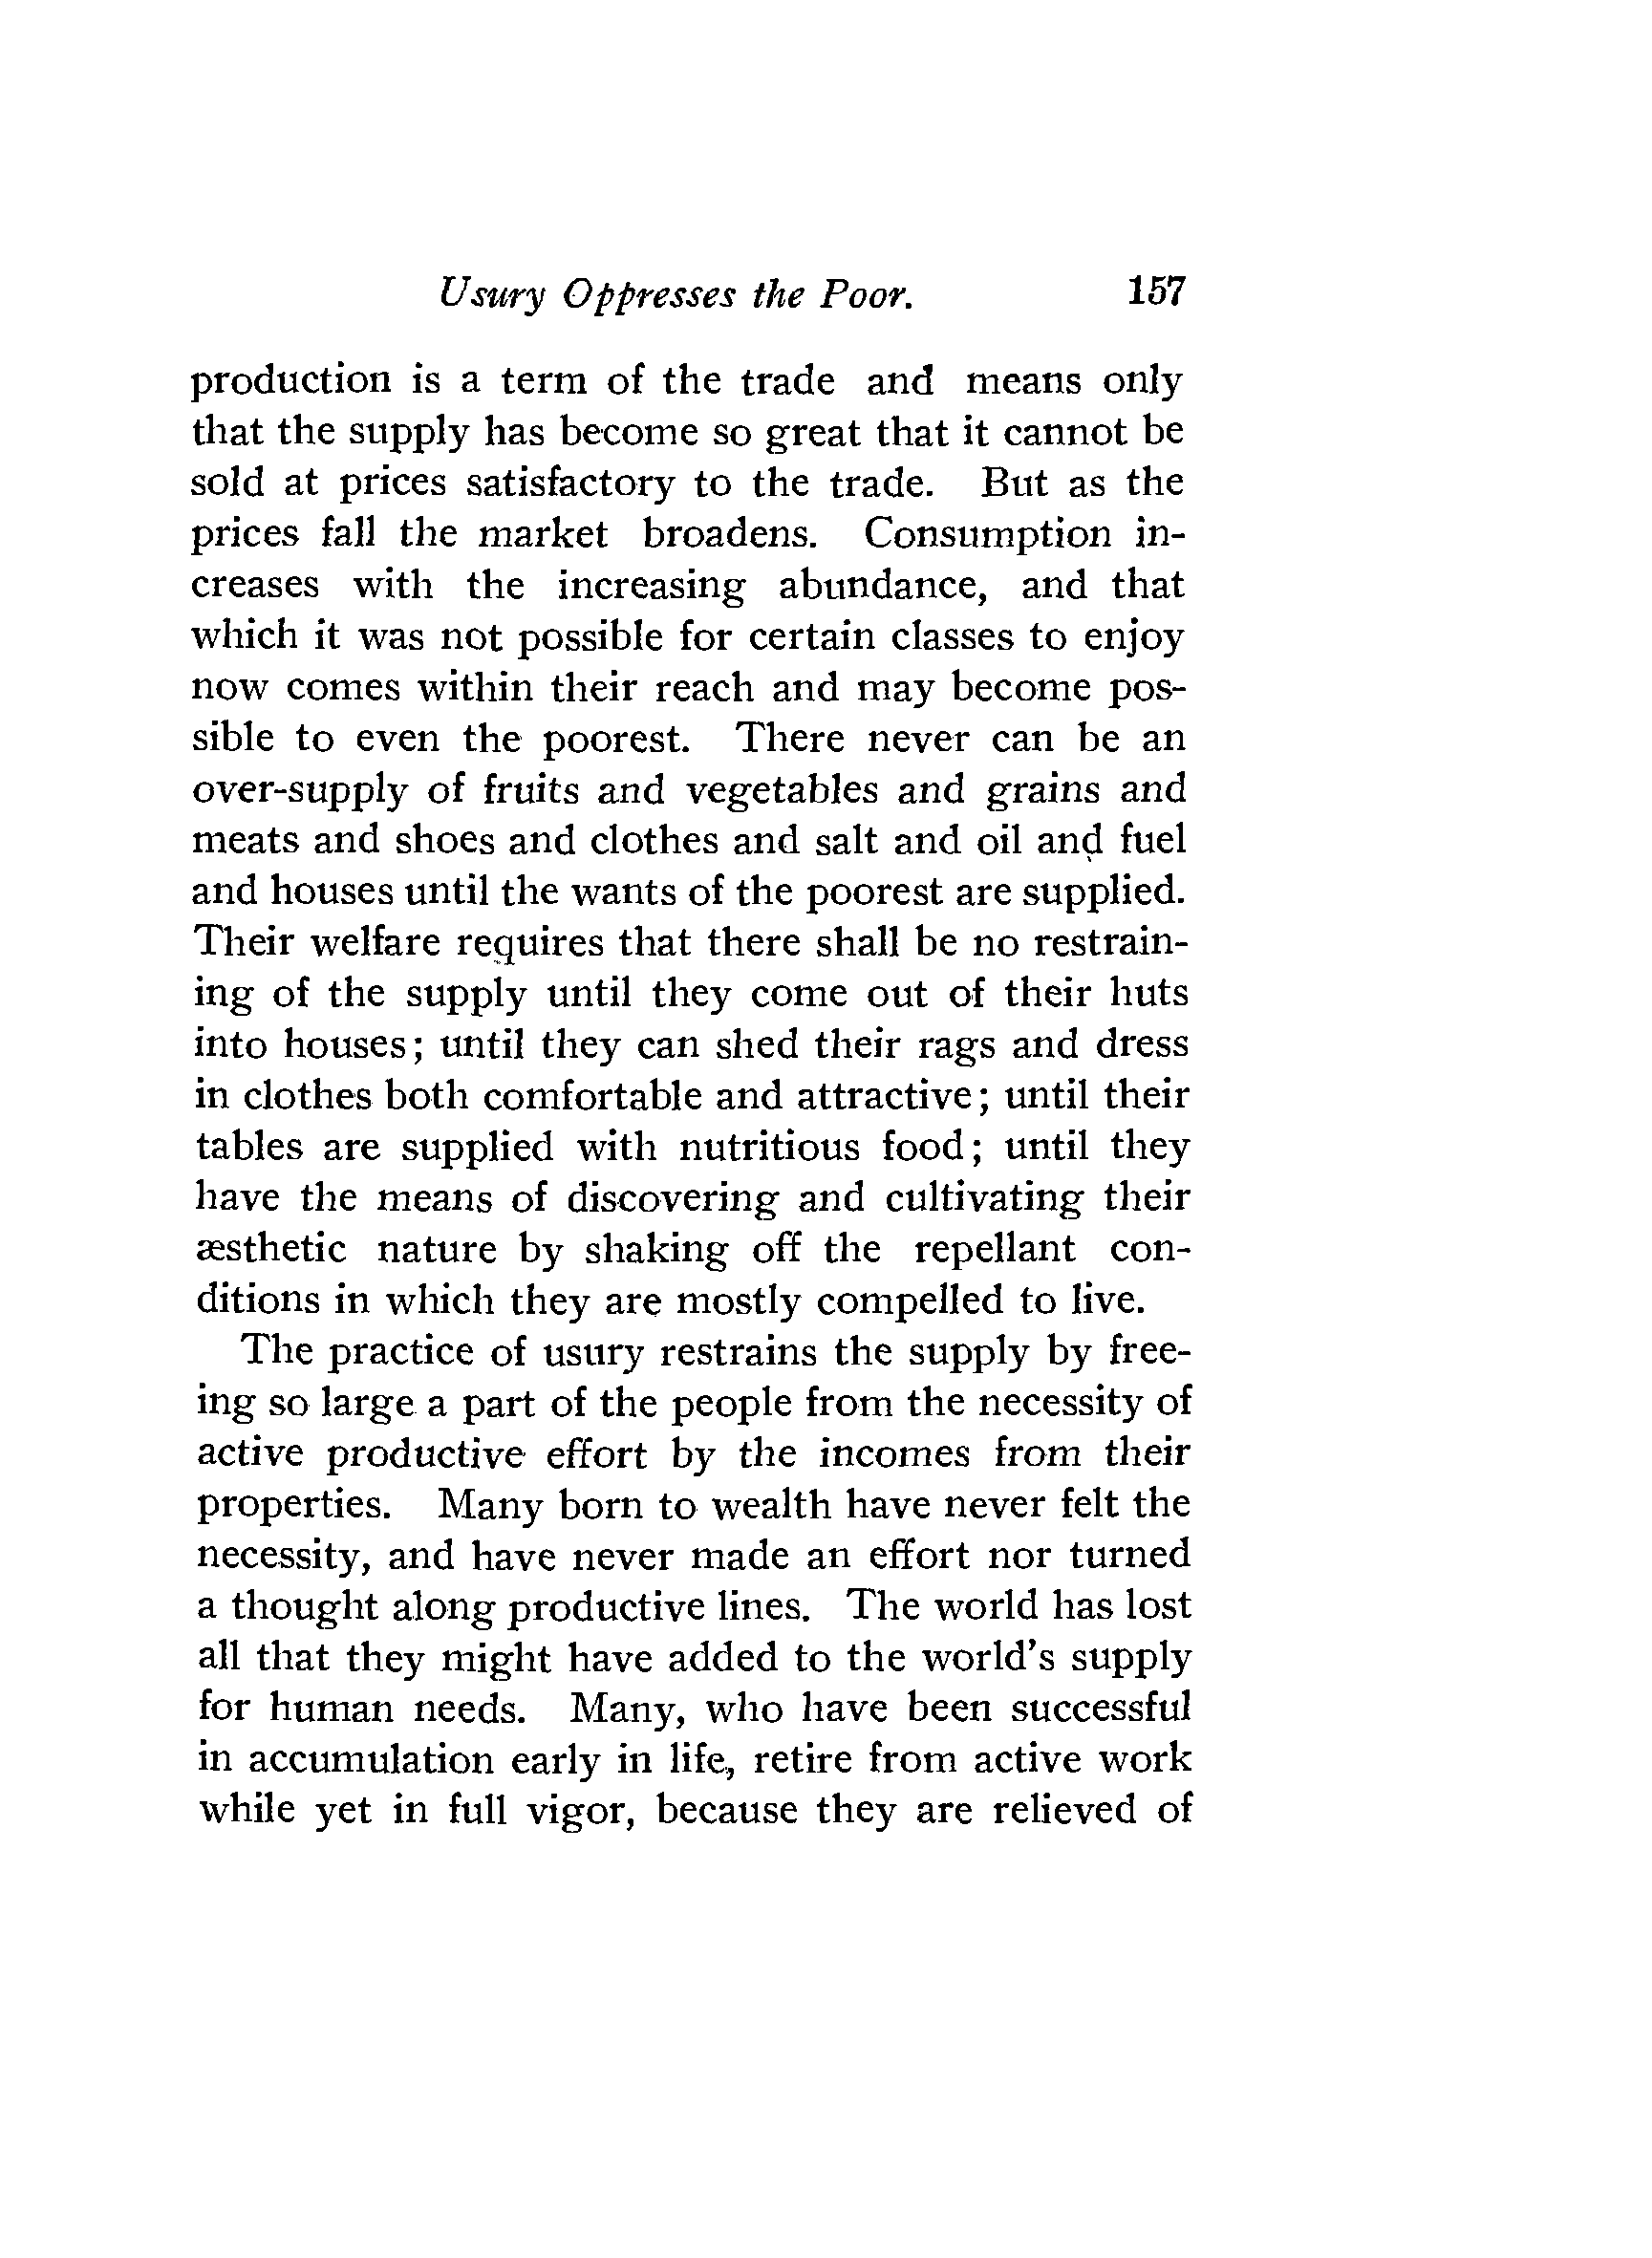 Usury Oppresses the Poor. 157
production is a term of the trade and means only
that the supply has become so great that it cannot be
sold at prices satisfactory to the trade. But as the
prices fall the market broadens. Consumption in-
creases with the increasing abundance, and that
which it was not possible for certain classes to enjoy
now comes within their reach and may become pos-
sible to even the poorest. There never can be an
over-supply of fruits and vegetables and grains and
meats and shoes and clothes and salt and oil and fuel
and houses until the wants of the poorest are supplied.
Their welfare requires that there shall be no restrain-
ing of the supply until they come out of their huts
into houses; until they can shed their rags and dress
in clothes both comfortable and attractive; until their
tables are supplied with nutritious food; until they
have the means of discovering and cultivating their
æsthetic nature by shaking off the repellant con-
ditions in which they are mostly compelled to live.
The practice of usury restrains the supply by free-
ing so large a part of the people from the necessity of
active productive effort by the incomes from their
properties. Many born to wealth have never felt the
necessity, and have never made an effort nor turned
a thought along productive lines. The world has lost
all that they might have added to the world's supply
for human needs. Many, who have been successful
in accumulation early in life, retire from active work
while yet in full vigor, because they are relieved of